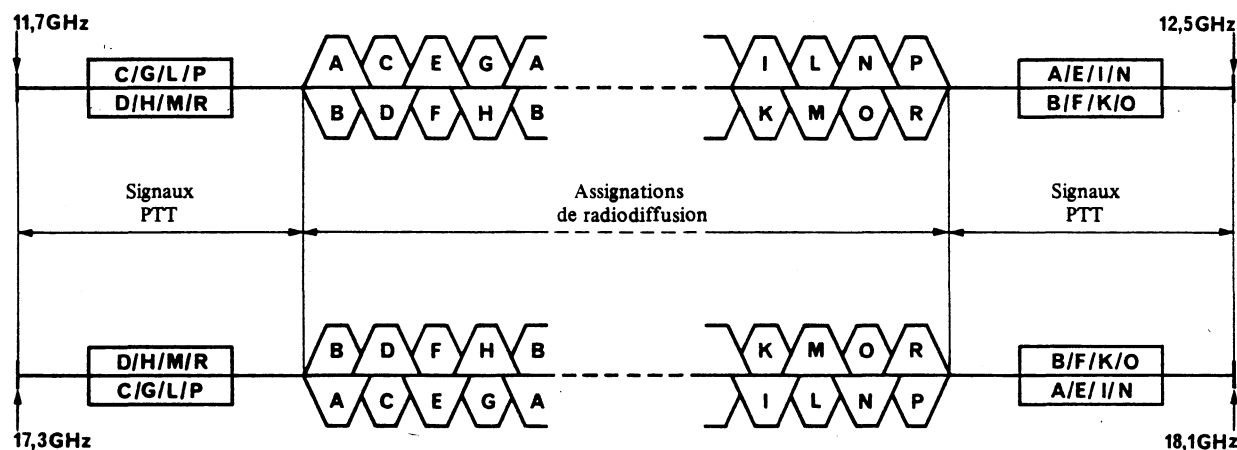 11,7GHz 12,5GHz
C/G/L/P A C E G A I L N P A/E/I/N
D/H/M/R B D F H B K M O R B/F/K/O
Signaux Assignations Signaux
PTT de radiodiffusion PTT
D/H/M/R B D F H B K M O R B/F/K/O
C/G/L/P A C E G A I L N P A/E/I/N
17,3GHz 18,1GHz